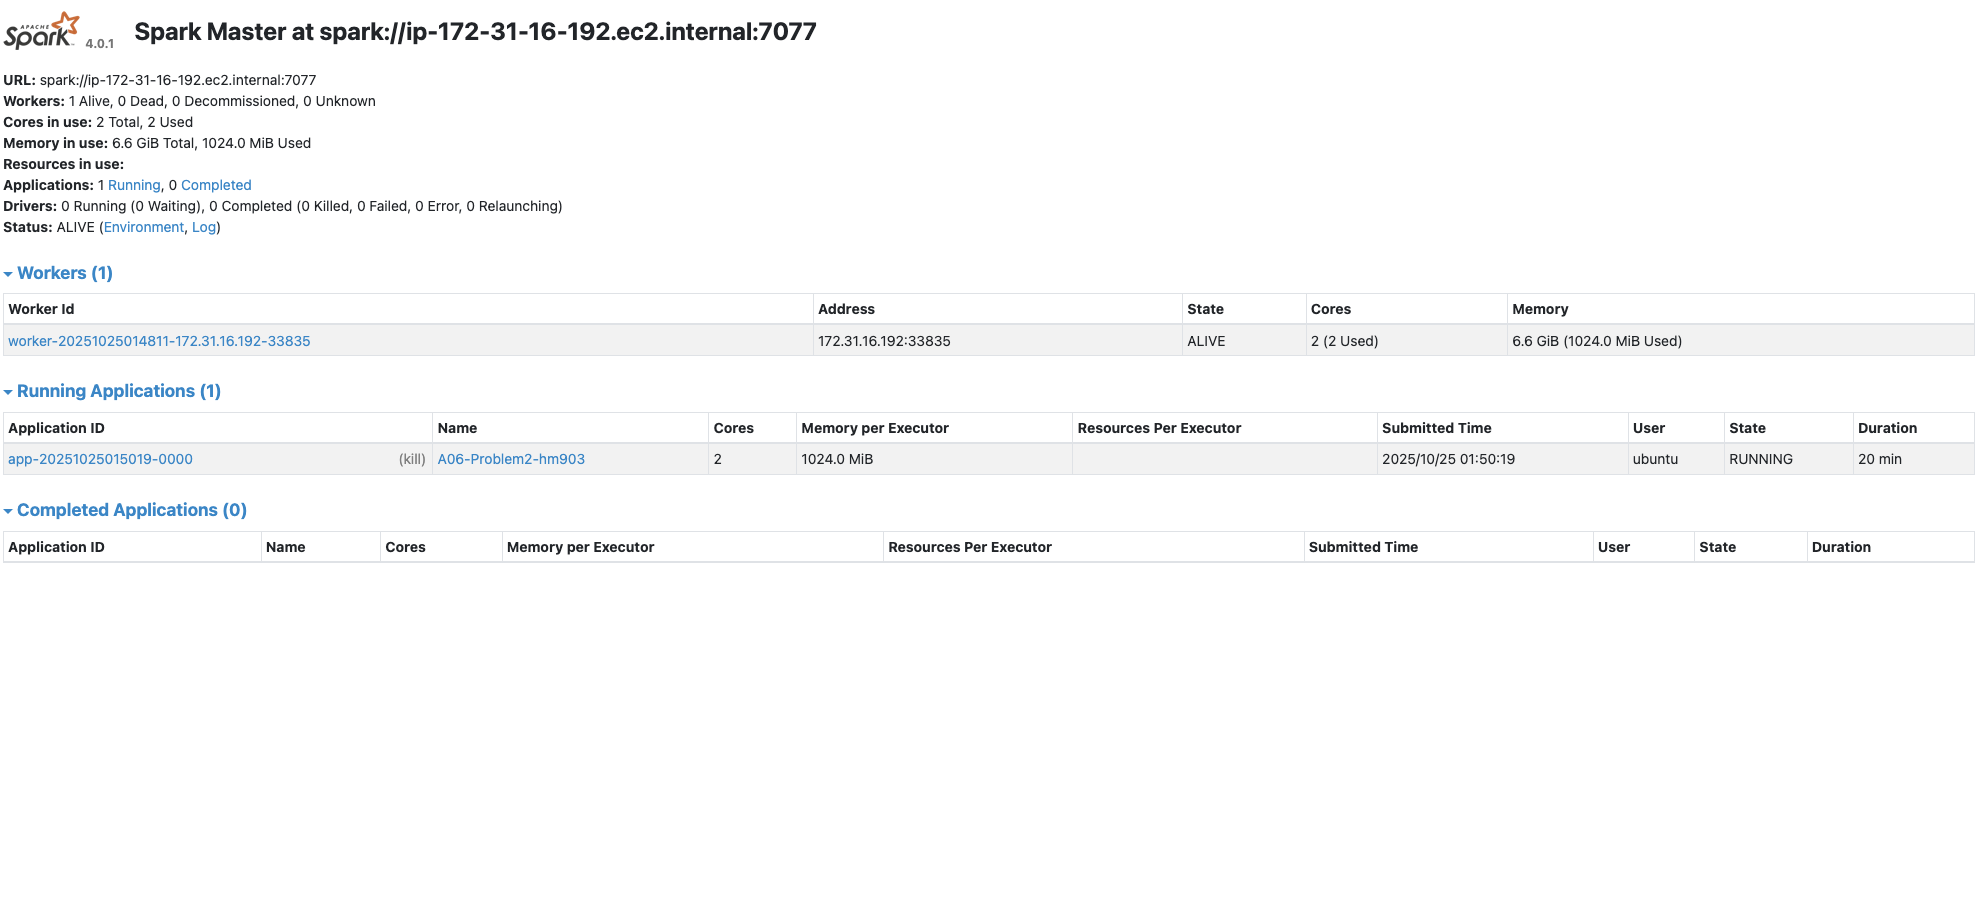 APACHE Spark 4.0.1 Spark Master at spark://ip-172-31-16-192.ec2.internal:7077
URL: spark://ip-172-31-16-192.ec2.internal:7077
Workers: 1 Alive, 0 Dead, 0 Decommissioned, 0 Unknown
Cores in use: 2 Total, 2 Used
Memory in use: 6.6 GiB Total, 1024.0 MiB Used
Resources in use:
Applications: 1 Running, 0 Completed
Drivers: 0 Running (0 Waiting), 0 Completed (0 Killed, 0 Failed, 0 Error, 0 Relaunching)
Status: ALIVE (Environment, Log)
Workers (1)
Worker Id Address State Cores Memory
worker-20251025014811-172.31.16.192-33835 172.31.16.192:33835 ALIVE 2 (2 Used) 6.6 GiB (1024.0 MiB Used)
Running Applications (1)
Application ID Name Cores Memory per Executor Resources Per Executor Submitted Time User State Duration
app-20251025015019-0000 (kill) A06-Problem2-hm903 2 1024.0 MiB 2025/10/25 01:50:19 ubuntu RUNNING 20 min
Completed Applications (0)
Application ID Name Cores Memory per Executor Resources Per Executor Submitted Time User State Duration